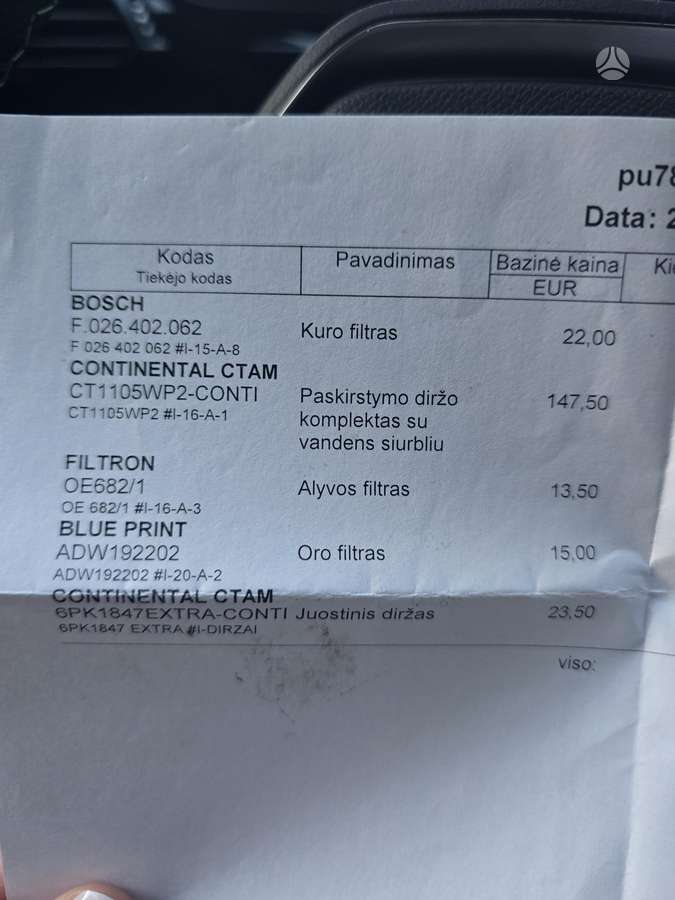 pu78
Data: 2
Kodas
Tiekėjo kodas
Pavadinimas
Bazinė kaina
EUR
Kie
BOSCH
F.026.402.062
F 026 402 062 #I-15-A-8
Kuro filtras
22,00
CONTINENTAL CTAM
CT1105WP2-CONTI
CT1105WP2 #I-16-A-1
Paskirstymo diržo
komplektas su
vandens siurbliu
147,50
FILTRON
OE682/1
OE 682/1 #I-16-A-3
Alyvos filtras
13,50
BLUE PRINT
ADW192202
ADW192202 #I-20-A-2
Oro filtras
15,00
CONTINENTAL CTAM
6PK1847EXTRA-CONTI Juostinis diržas
6PK1847 EXTRA #I-DIRZAI
23,50
viso: